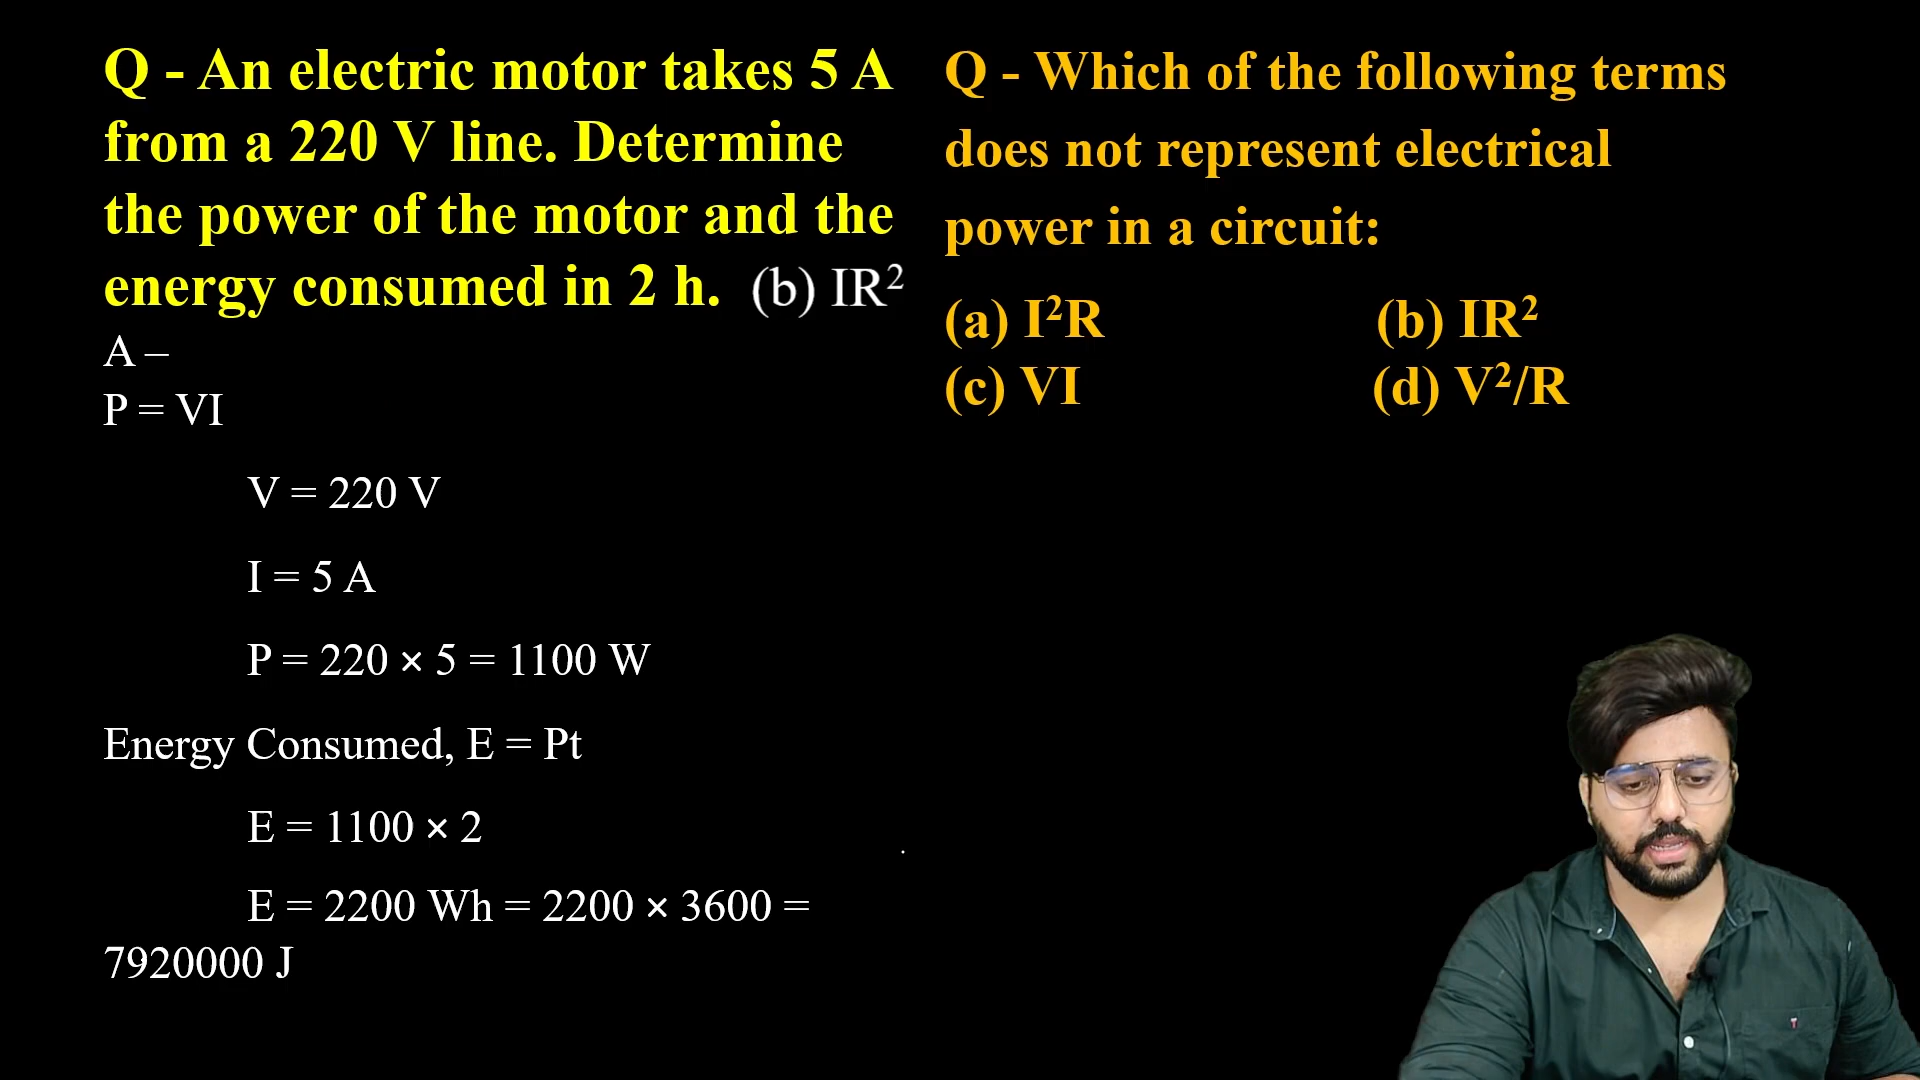 Q - An electric motor takes 5 A
from a 220 V line. Determine
the power of the motor and the
energy consumed in 2 h. (b) IR²
A –
P = VI
V = 220 V
I = 5 A
P = 220 × 5 = 1100 W
Energy Consumed, E = Pt
E = 1100 × 2
E = 2200 Wh = 2200 × 3600 =
7920000 J
Q - Which of the following terms
does not represent electrical
power in a circuit:
(a) I²R (b) IR²
(c) VI (d) V²/R